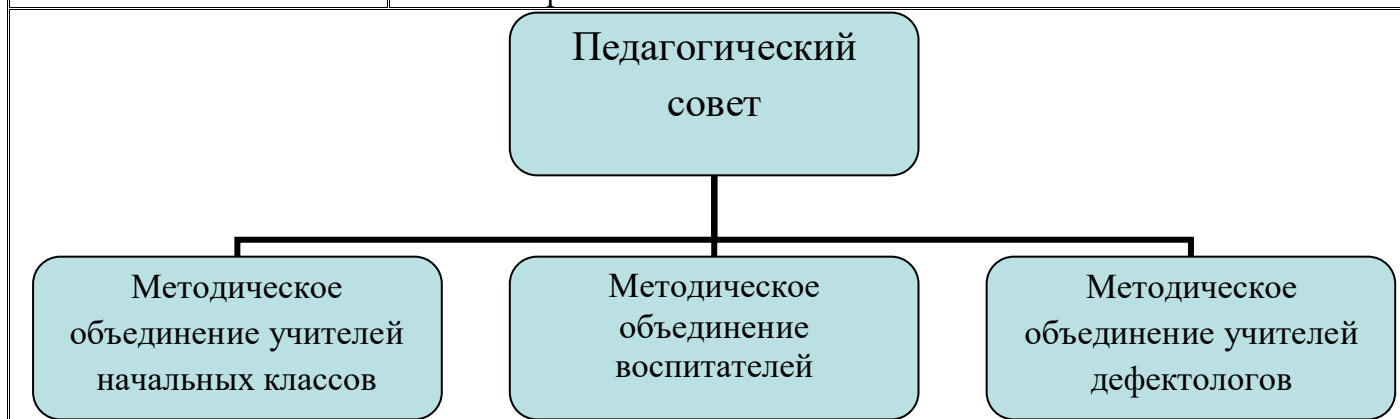 Педагогический
совет
Методическое
объединение учителей
начальных классов
Методическое
объединение
воспитателей
Методическое
объединение учителей
дефектологов